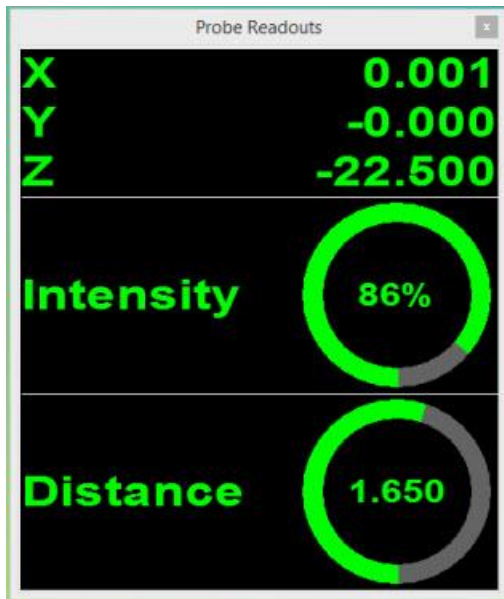 Probe Readouts x
X 0.001
Y -0.000
Z -22.500
Intensity 86%
Distance 1.650